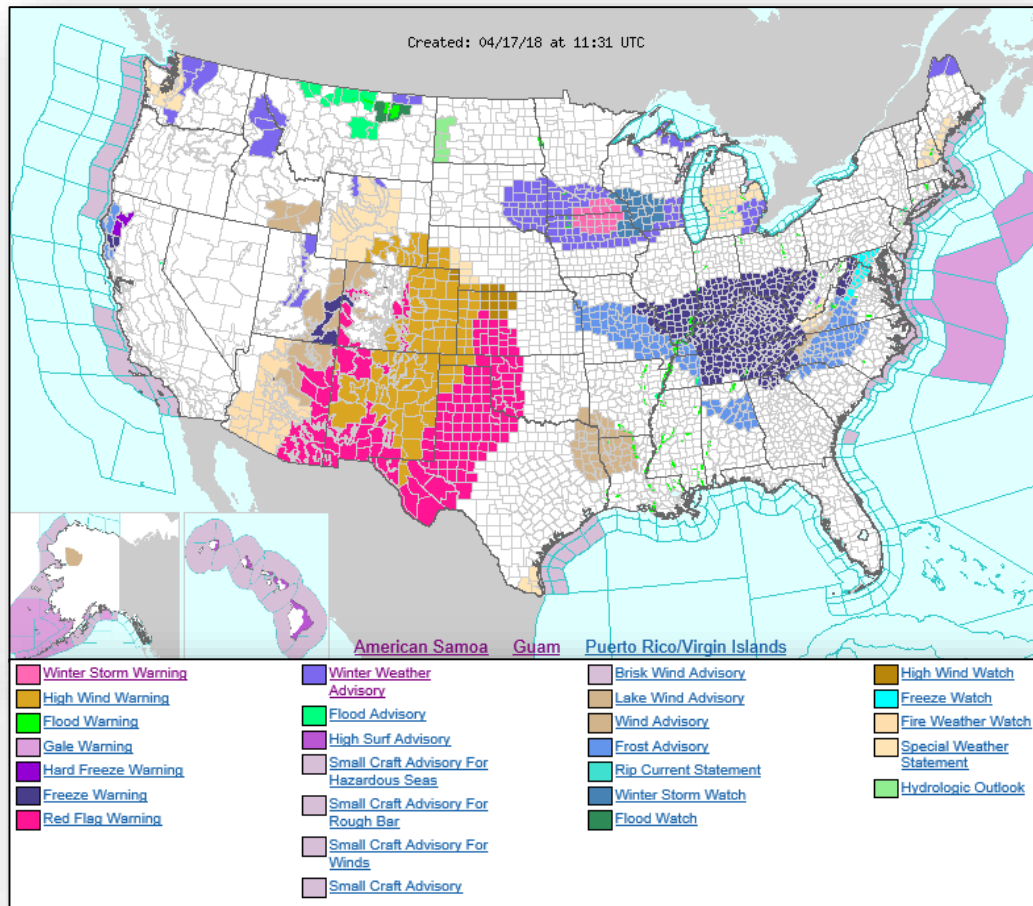 Created: 04/17/18 at 11:31 UTC
American Samoa Guam Puerto Rico/Virgin Islands
Winter Storm Warning
High Wind Warning
Flood Warning
Gale Warning
Hard Freeze Warning
Freeze Warning
Red Flag Warning
Winter Weather
Advisory
Flood Advisory
High Surf Advisory
Small Craft Advisory For
Hazardous Seas
Small Craft Advisory For
Rough Bar
Small Craft Advisory For
Winds
Small Craft Advisory
Brisk Wind Advisory
Lake Wind Advisory
Wind Advisory
Frost Advisory
Rip Current Statement
Winter Storm Watch
Flood Watch
High Wind Watch
Freeze Watch
Fire Weather Watch
Special Weather
Statement
Hydrologic Outlook